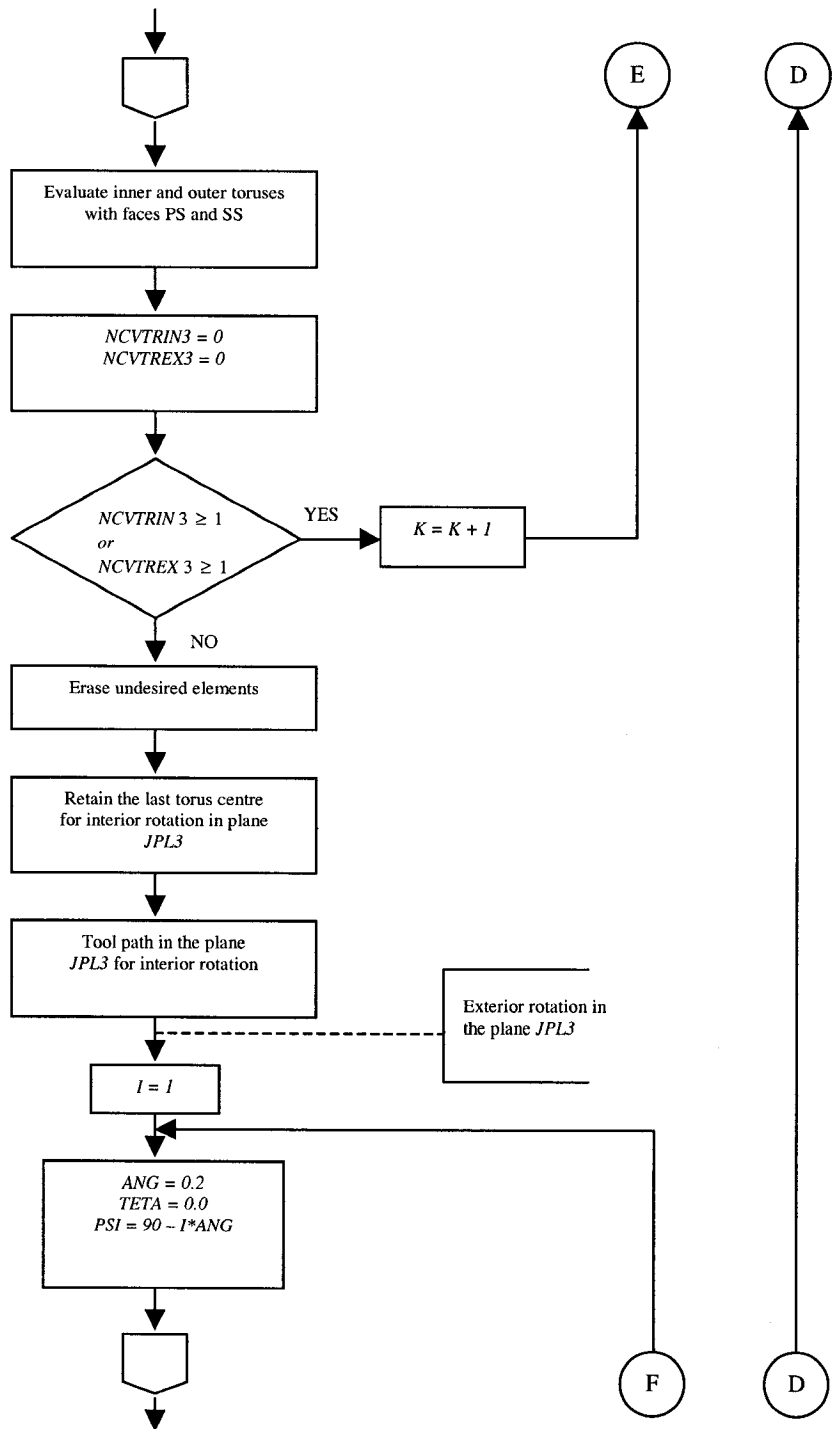 E
D
Evaluate inner and outer toruses
with faces PS and SS
NCVTRIN3 = 0
NCVTREX3 = 0
NCVTRIN 3 ≥ 1
or
NCVTREX 3 ≥ 1
YES
K = K + 1
NO
Erase undesired elements
Retain the last torus centre
for interior rotation in plane
JPL3
Tool path in the plane
JPL3 for interior rotation
Exterior rotation in
the plane JPL3
I = 1
ANG = 0.2
TETA = 0.0
PSI = 90 – I*ANG
F
D